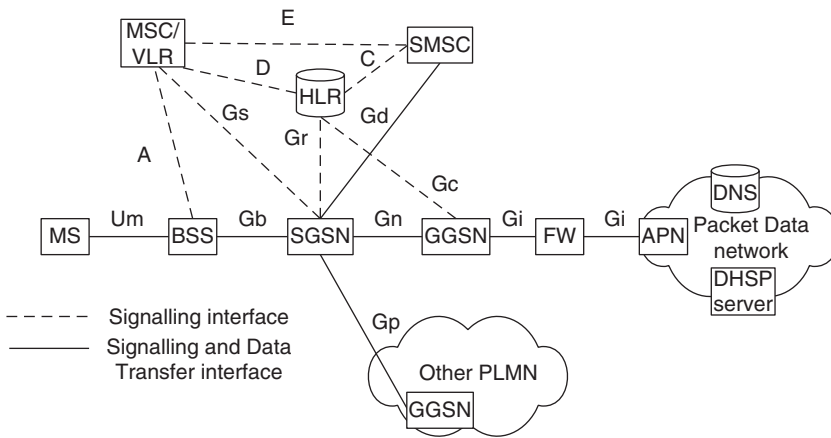 E
MSC/
VLR
SMSC
D
C
HLR
Gs
Gd
Gr
A
Gc
DNS
Um
Gb
Gn
Gi
Gi
Packet Data
network
MS
BSS
SGSN
GGSN
FW
APN
DHSP
server
Signalling interface
Gp
Signalling and Data
Transfer interface
Other PLMN
GGSN